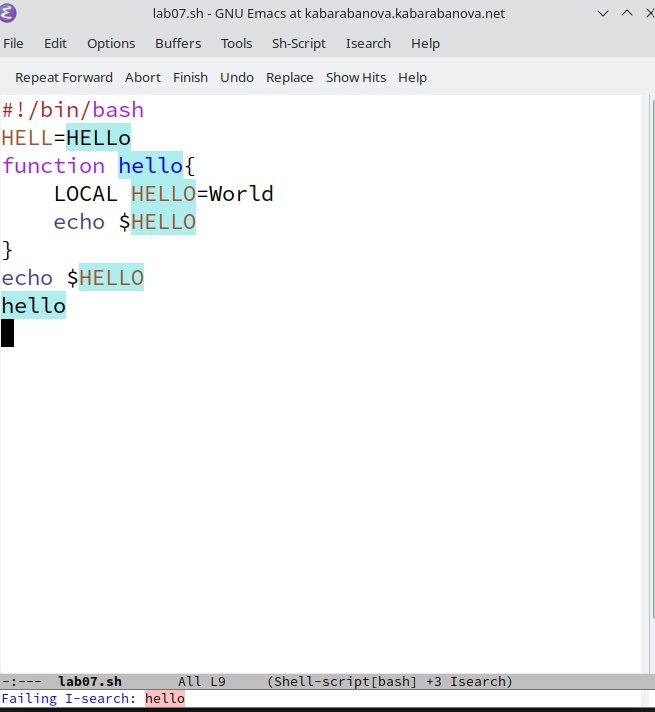 lab07.sh - GNU Emacs at kabarabanova.kabarabanova.net
File Edit Options Buffers Tools Sh-Script Isearch Help
Repeat Forward Abort Finish Undo Replace Show Hits Help
#!/bin/bash
HELL=HELLo
function hello{
    LOCAL HELLO=World
    echo $HELLO
}
echo $HELLO
hello
-:--- lab07.sh All L9 (Shell-script[bash] +3 Isearch)
Failing I-search: hello